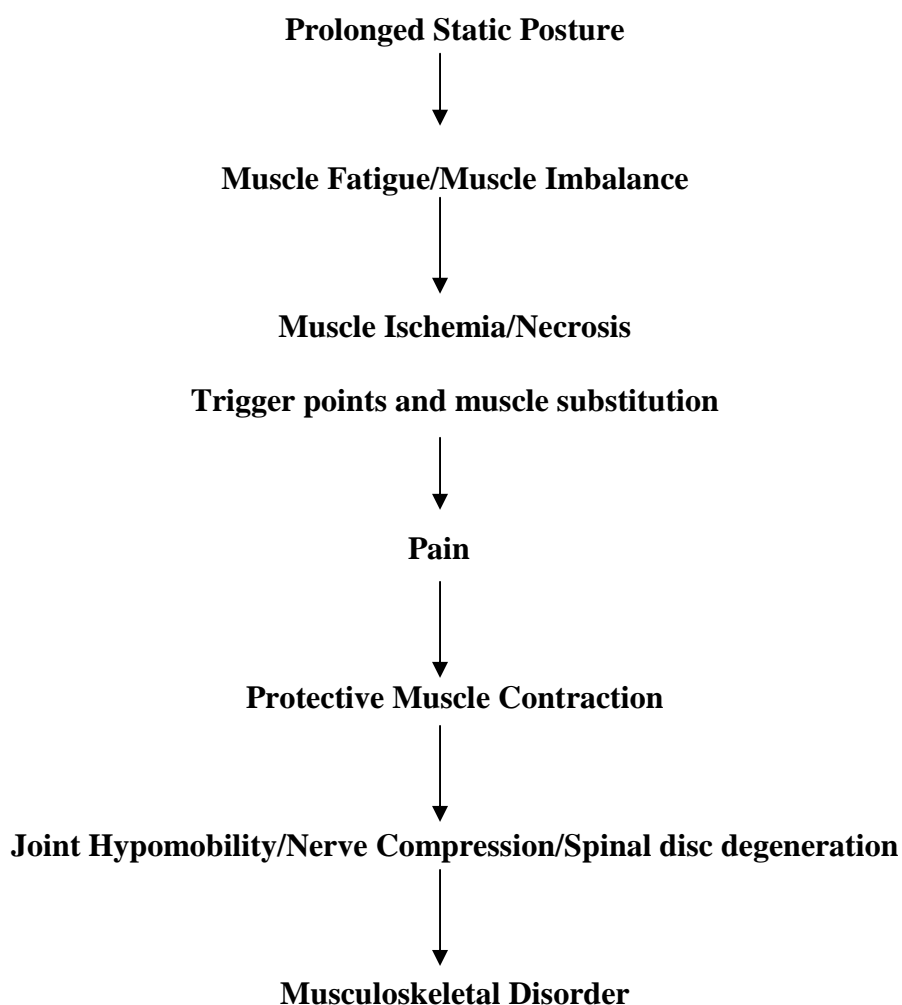 Prolonged Static Posture
Muscle Fatigue/Muscle Imbalance
Muscle Ischemia/Necrosis
Trigger points and muscle substitution
Pain
Protective Muscle Contraction
Joint Hypomobility/Nerve Compression/Spinal disc degeneration
Musculoskeletal Disorder